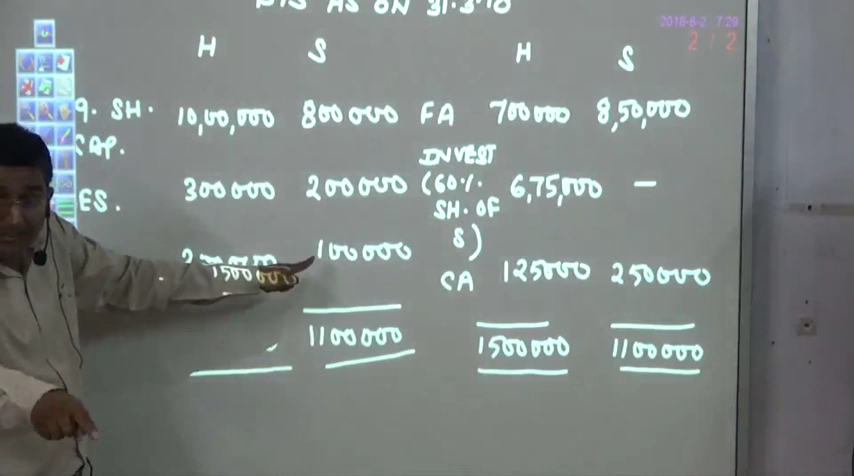 AS ON 31.3.10
2018-8-2 7:29
2 / 2
H S H S
9. SH. 10,00,000 800000 FA 700000 8,50,000
CAP.
INVEST
ES. 300000 200000 (60% 6,75,000 —
SH. OF
100000 S)
1500000 CA 125000 250000
1100000 1500000 1100000